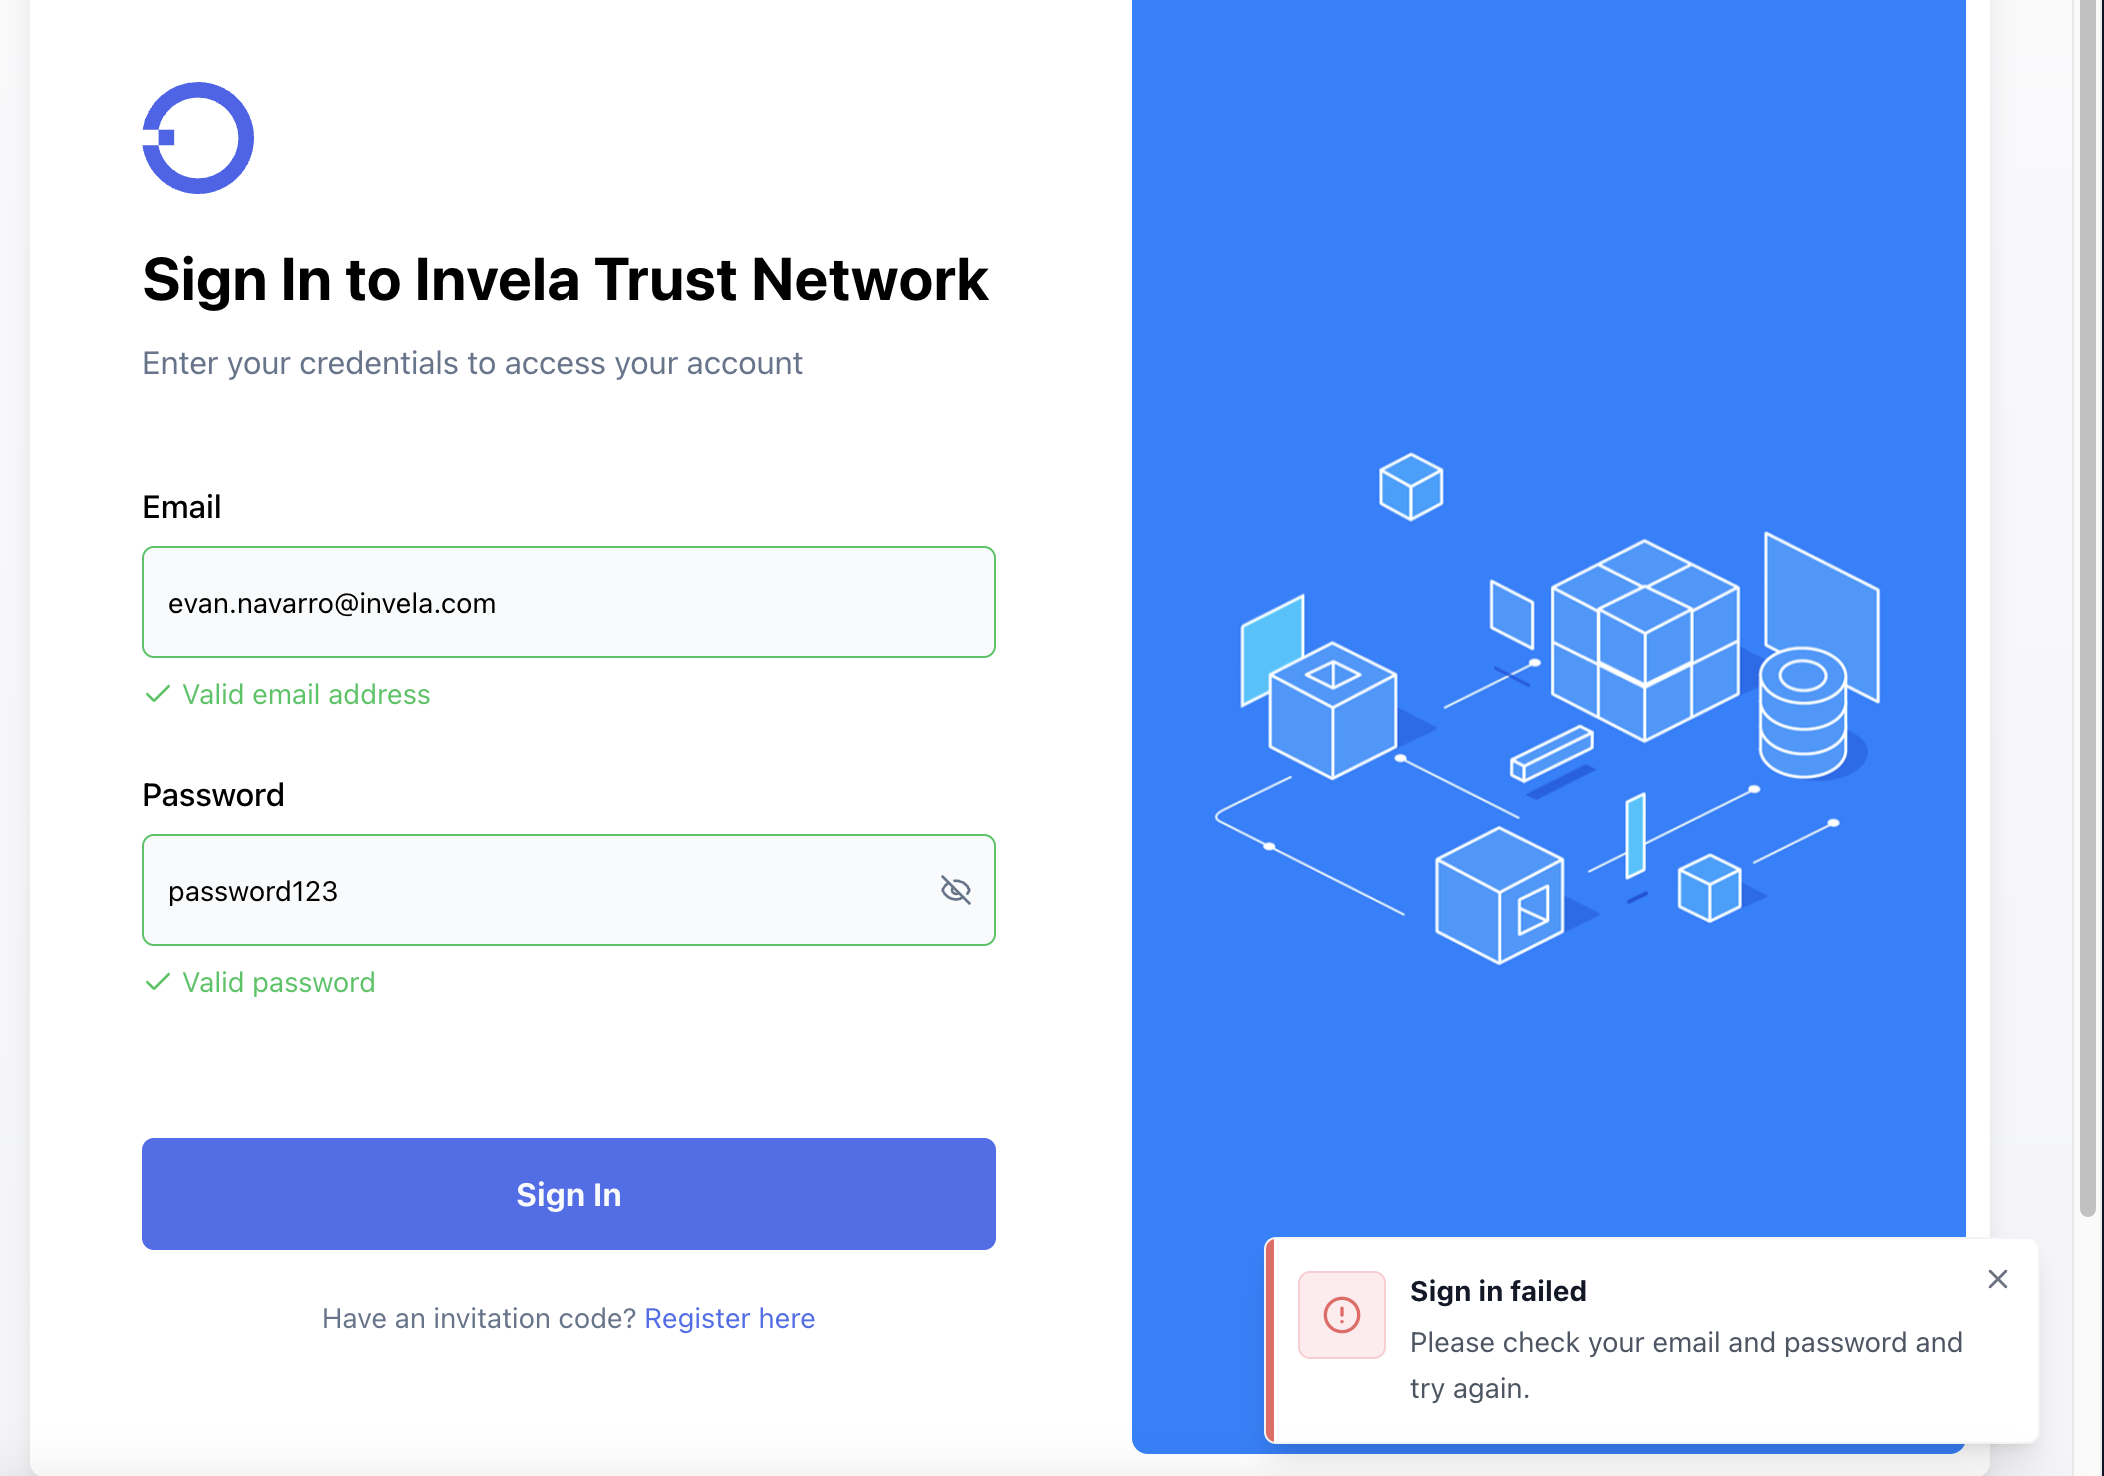 Sign In to Invela Trust Network
Enter your credentials to access your account
Email
evan.navarro@invela.com
Valid email address
Password
password123
Valid password
Sign In
Have an invitation code? Register here
Sign in failed
Please check your email and password and
try again.